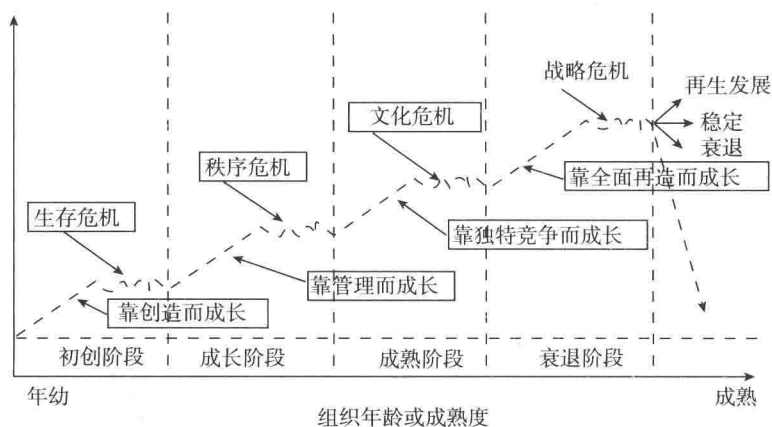 战略危机
再生发展
稳定
衰退
文化危机
秩序危机
靠全面再造而成长
生存危机
靠独特竞争而成长
靠管理而成长
靠创造而成长
初创阶段
成长阶段
成熟阶段
衰退阶段
年幼
成熟
组织年龄或成熟度